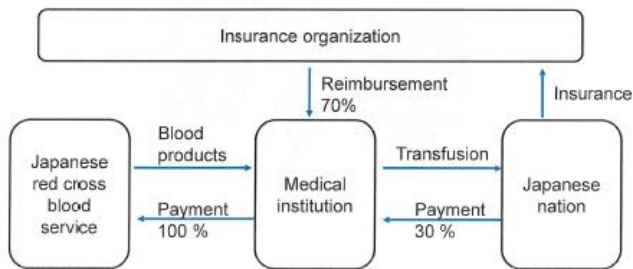 Insurance organization
Reimbursement
70%
Insurance
Japanese
red cross
blood
service
Blood
products
Payment
100 %
Medical
institution
Transfusion
Payment
30 %
Japanese
nation